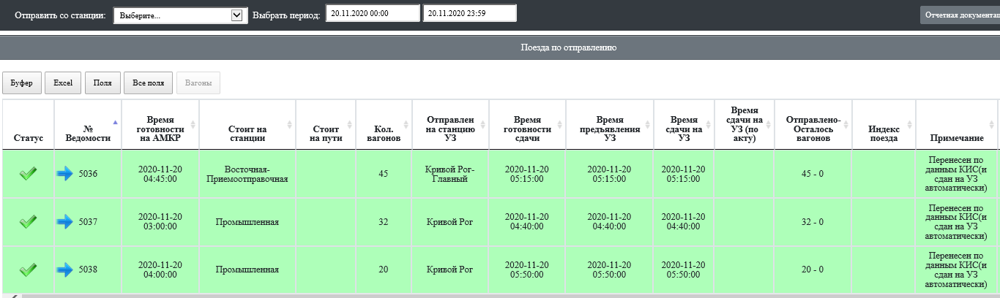 Отправить со станции: Выберите... Выбрать период: 20.11.2020 00:00 20.11.2020 23:59 Отчетная документац
Поезда по отправлению
Буфер Excel Поля Все поля Вагоны
Статус
№
Ведомости
Время
готовности
на АМКР
Стоит на
станции
Стоит
на пути
Кол.
вагонов
Отправлен
на станцию
УЗ
Время
готовности
сдачи
Время
предъявления
УЗ
Время
сдачи на
УЗ
Время
сдачи на
УЗ (по
акту)
Отправлено-
Осталось
вагонов
Индекс
поезда
Примечание
5036
2020-11-20
04:45:00
Восточная-
Приемоотправочная
45
Кривой Рог-
Главный
2020-11-20
05:15:00
2020-11-20
05:15:00
2020-11-20
05:15:00
45 - 0
Перенесен по
данным КИС(и
сдан на УЗ
автоматически)
5037
2020-11-20
03:00:00
Промышленная
32
Кривой Рог
2020-11-20
04:40:00
2020-11-20
04:40:00
2020-11-20
04:40:00
32 - 0
Перенесен по
данным КИС(и
сдан на УЗ
автоматически)
5038
2020-11-20
04:00:00
Промышленная
20
Кривой Рог
2020-11-20
05:50:00
2020-11-20
05:50:00
2020-11-20
05:50:00
20 - 0
Перенесен по
данным КИС(и
сдан на УЗ
автоматически)